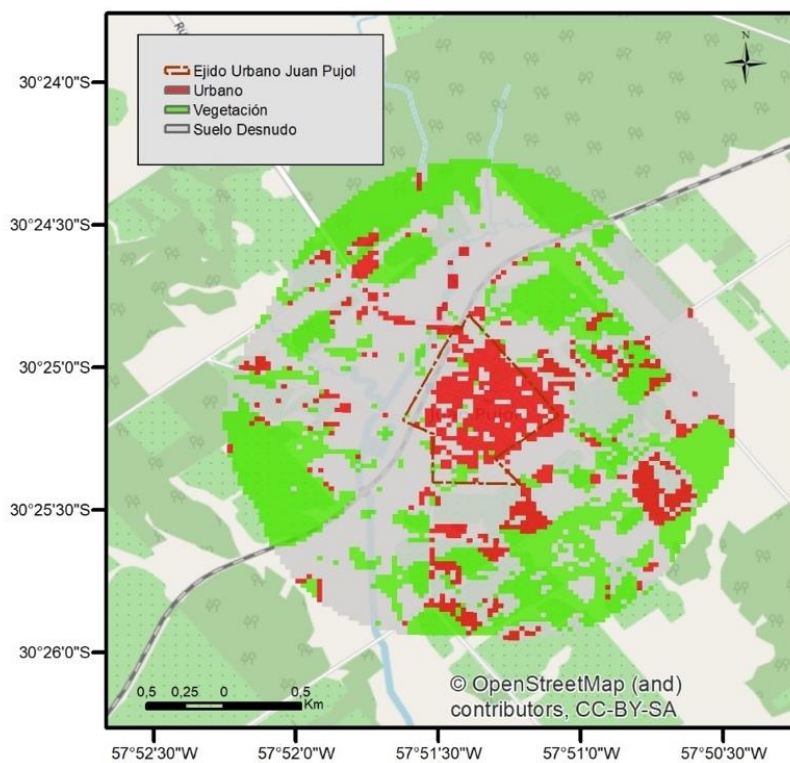 N
Ejido Urbano Juan Pujol
Urbano
Vegetación
Suelo Desnudo
30°24'0"S
30°24'30"S
30°25'0"S
30°25'30"S
30°26'0"S
Juan Pujol
0,5 0,25 0 0,5
Km
© OpenStreetMap (and)
contributors, CC-BY-SA
57°52'30"W 57°52'0"W 57°51'30"W 57°51'0"W 57°50'30"W